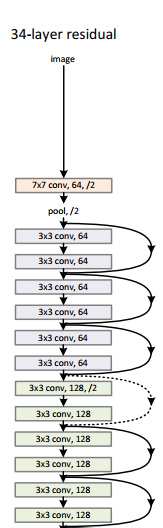 34-layer residual
image
7x7 conv, 64, /2
pool, /2
3x3 conv, 64
3x3 conv, 64
3x3 conv, 64
3x3 conv, 64
3x3 conv, 64
3x3 conv, 64
3x3 conv, 128, /2
3x3 conv, 128
3x3 conv, 128
3x3 conv, 128
3x3 conv, 128
3x3 conv, 128